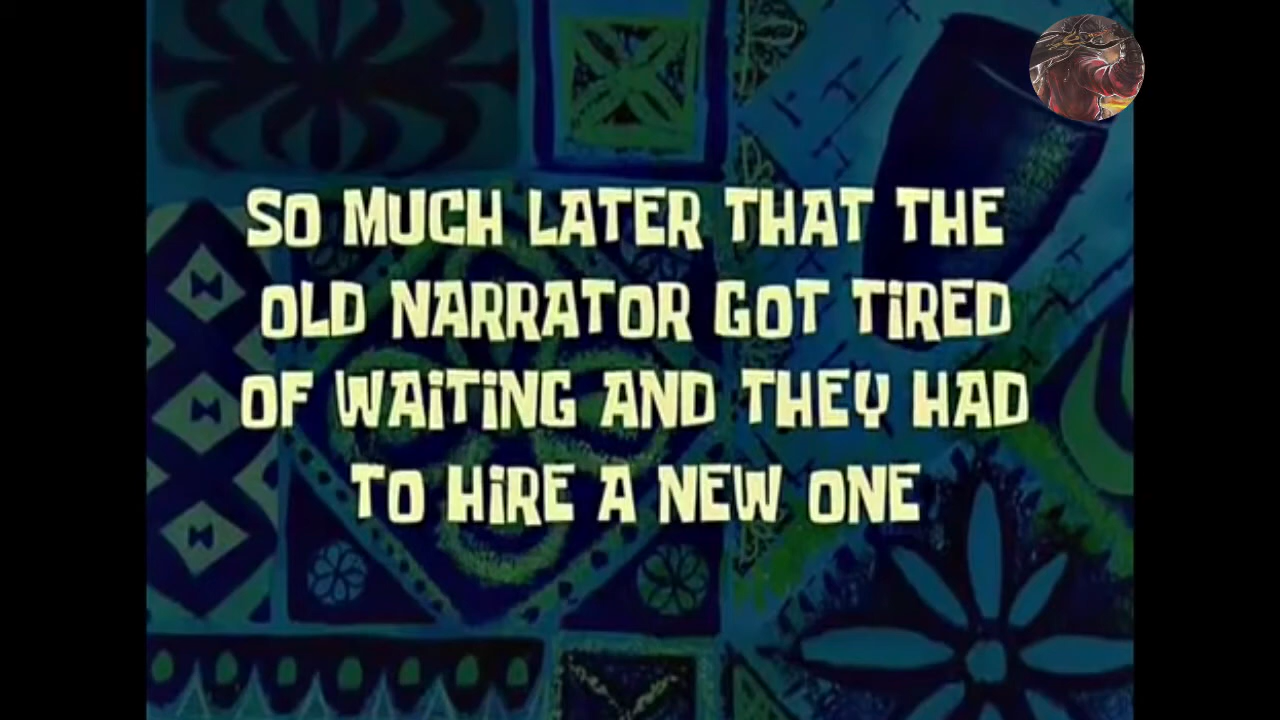 SO MUCH LATER THAT THE
OLD NARRATOR GOT TiRED
OF WAiTiNG AND THEY HAD
TO HiRE A NEW ONE